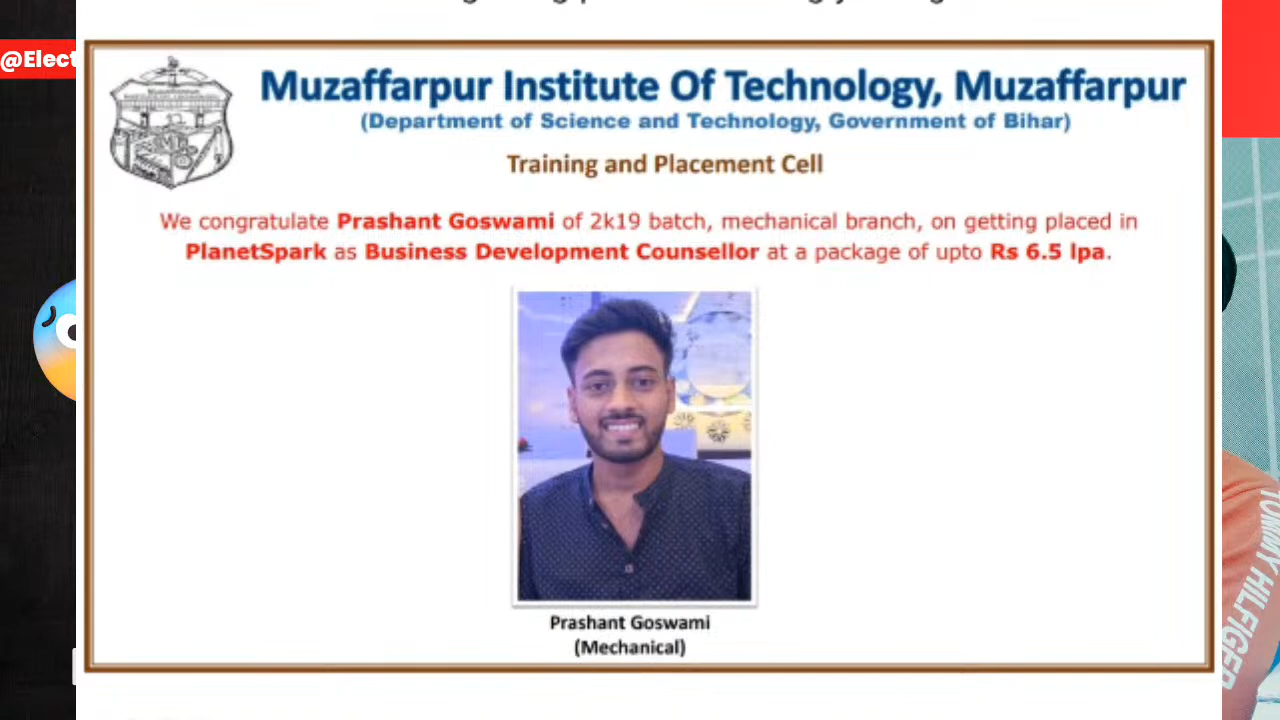 @Elect
Muzaffarpur Institute Of Technology, Muzaffarpur
(Department of Science and Technology, Government of Bihar)
Training and Placement Cell
We congratulate Prashant Goswami of 2k19 batch, mechanical branch, on getting placed in
PlanetSpark as Business Development Counsellor at a package of upto Rs 6.5 lpa.
Prashant Goswami
(Mechanical)
TOMMY HILFIGER